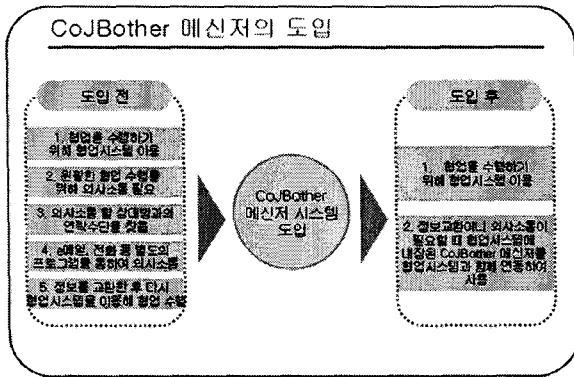 CoJBother 메신저의 도입
도입 전
1. 협업을 수행하기
위해 협업시스템 이용
2. 원활한 협업 수행을
위해 의사소통 필요
3. 의사소통 할 상대방과의
연락수단을 찾음
4. e메일, 전화 등 별도의
프로그램을 통하여 의사소통
5. 정보를 교환한 후 다시
협업시스템을 이용해 협업 수행
CoJBother
메신저 시스템
도입
도입 후
1. 협업을 수행하기
위해 협업시스템 이용
2. 정보교환이나 의사소통이
필요할 때 협업시스템에
내장된 CoJBother 메신저를
협업시스템과 함께 연동하여
사용